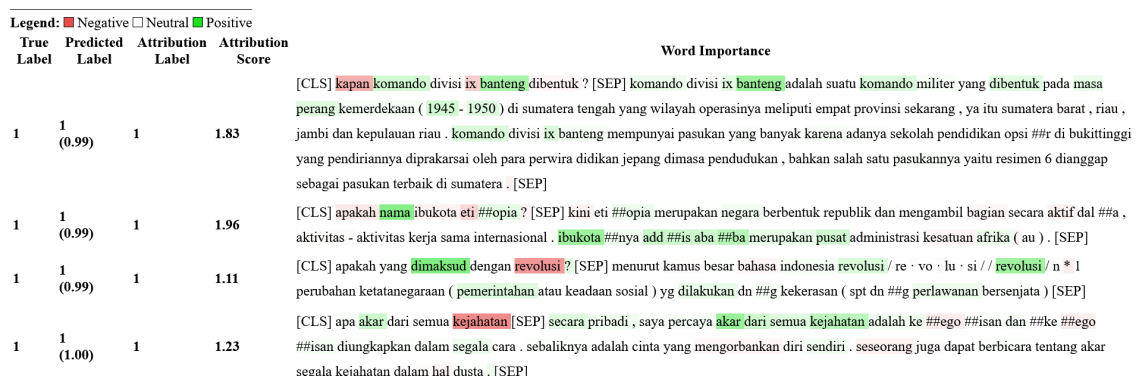 Legend: Negative Neutral Positive
True Label Predicted Label Attribution Label Attribution Score Word Importance
[CLS] kapan komando divisi ix banteng dibentuk ? [SEP] komando divisi ix banteng adalah suatu komando militer yang dibentuk pada masa
perang kemerdekaan ( 1945 - 1950 ) di sumatera tengah yang wilayah operasinya meliputi empat provinsi sekarang , ya itu sumatera barat , riau ,
1 1 (0.99) 1 1.83 jambi dan kepulauan riau . komando divisi ix banteng mempunyai pasukan yang banyak karena adanya sekolah pendidikan opsi ##r di bukittinggi
yang pendiriannya diprakarsai oleh para perwira didikan jepang dimasa pendudukan , bahkan salah satu pasukannya yaitu resimen 6 dianggap
sebagai pasukan terbaik di sumatera . [SEP]
1 1 (0.99) 1 1.96 [CLS] apakah nama ibukota eti ##opia ? [SEP] kini eti ##opia merupakan negara berbentuk republik dan mengambil bagian secara aktif dal ##a ,
aktivitas - aktivitas kerja sama internasional . ibukota ##nya add ##is aba ##ba merupakan pusat administrasi kesatuan afrika ( au ) . [SEP]
1 1 (0.99) 1 1.11 [CLS] apakah yang dimaksud dengan revolusi ? [SEP] menurut kamus besar bahasa indonesia revolusi / re · vo · lu · si / / revolusi / n * 1
perubahan ketatanegaraan ( pemerintahan atau keadaan sosial ) yg dilakukan dn ##g kekerasan ( spt dn ##g perlawanan bersenjata ) [SEP]
[CLS] apa akar dari semua kejahatan [SEP] secara pribadi , saya percaya akar dari semua kejahatan adalah ke ##ego ##isan dan ##ke ##ego
1 1 (1.00) 1 1.23 ##isan diungkapkan dalam segala cara . sebaliknya adalah cinta yang mengorbankan diri sendiri . seseorang juga dapat berbicara tentang akar
segala kejahatan dalam hal dusta . [SEP]